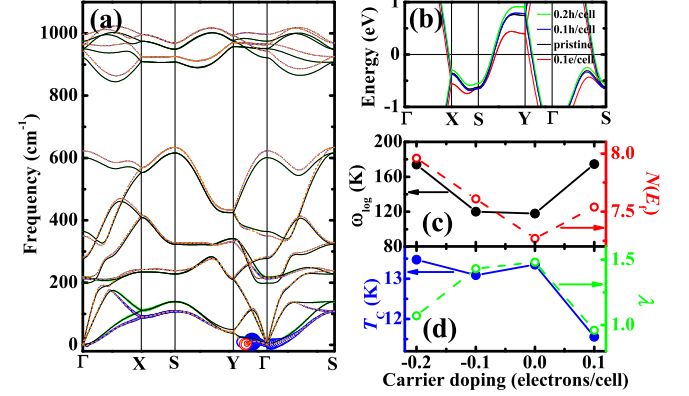 (a)
1000
800
600
400
200
0
Frequency (cm⁻¹)
Γ X S Y Γ S
(b)
1
0
-1
Energy (eV)
0.2h/cell
0.1h/cell
pristine
0.1e/cell
Γ X S Y Γ S
200
160
120
80
ω_log (K)
8.0
7.5
N(E_f)
(c)
13
12
T_C (K)
1.5
1.0
λ
(d)
-0.2 -0.1 0.0 0.1
Carrier doping (electrons/cell)